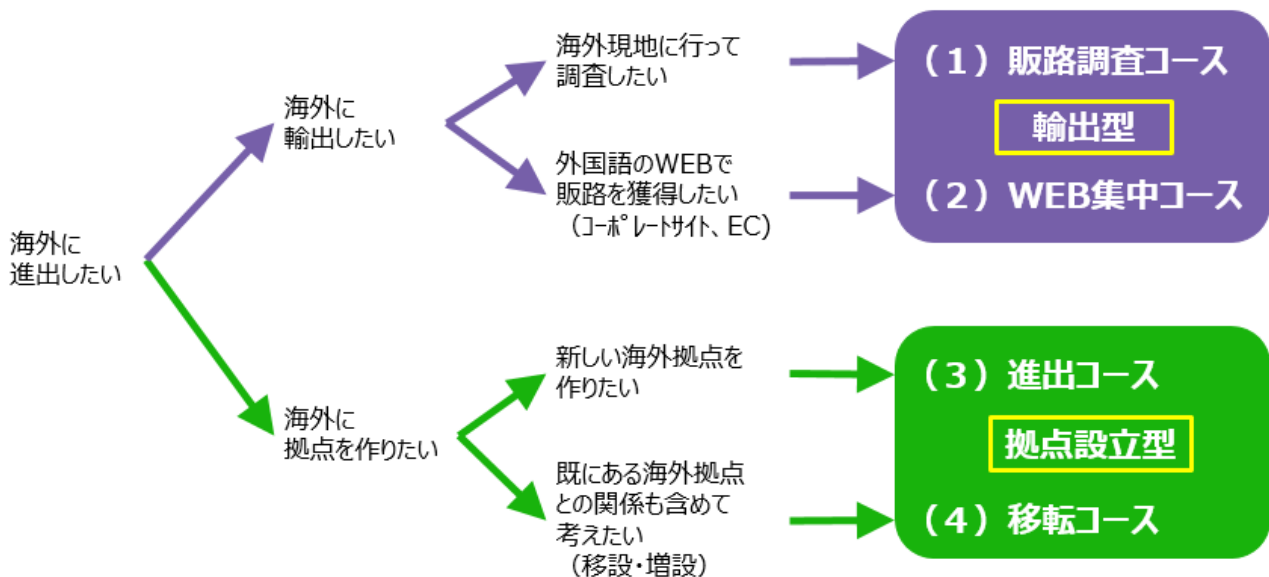 海外に
進出したい
海外に
輸出したい
海外現地に行って
調査したい
外国語のWEBで
販路を獲得したい
（ｺｰﾎﾟﾚｰﾄｻｲﾄ、EC)
（１）販路調査コース
輸出型
（２）WEB集中コース
海外に
拠点を作りたい
新しい海外拠点を
作りたい
既にある海外拠点
との関係も含めて
考えたい
（移設・増設）
（３）進出コース
拠点設立型
（４）移転コース